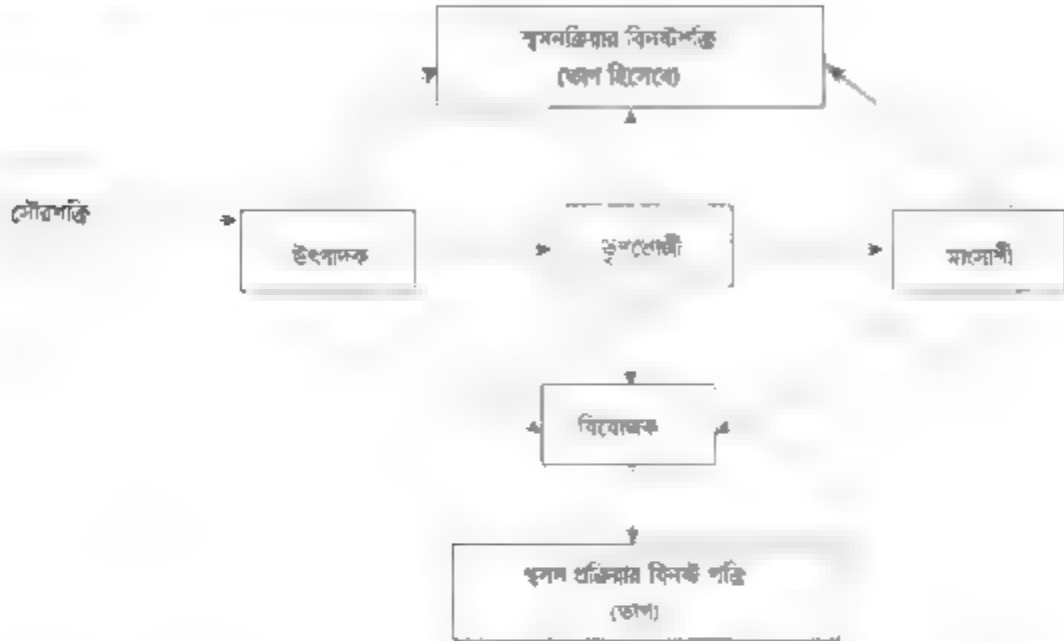 শ্বসনক্রিয়ার বিনষ্টশক্তি
(তাপ হিসেবে)
সৌরশক্তি
উৎপাদক
তৃণভোজী
মাংসাশী
বিযোজক
শ্বসন প্রক্রিয়ার বিনষ্ট শক্তি
(তাপ)